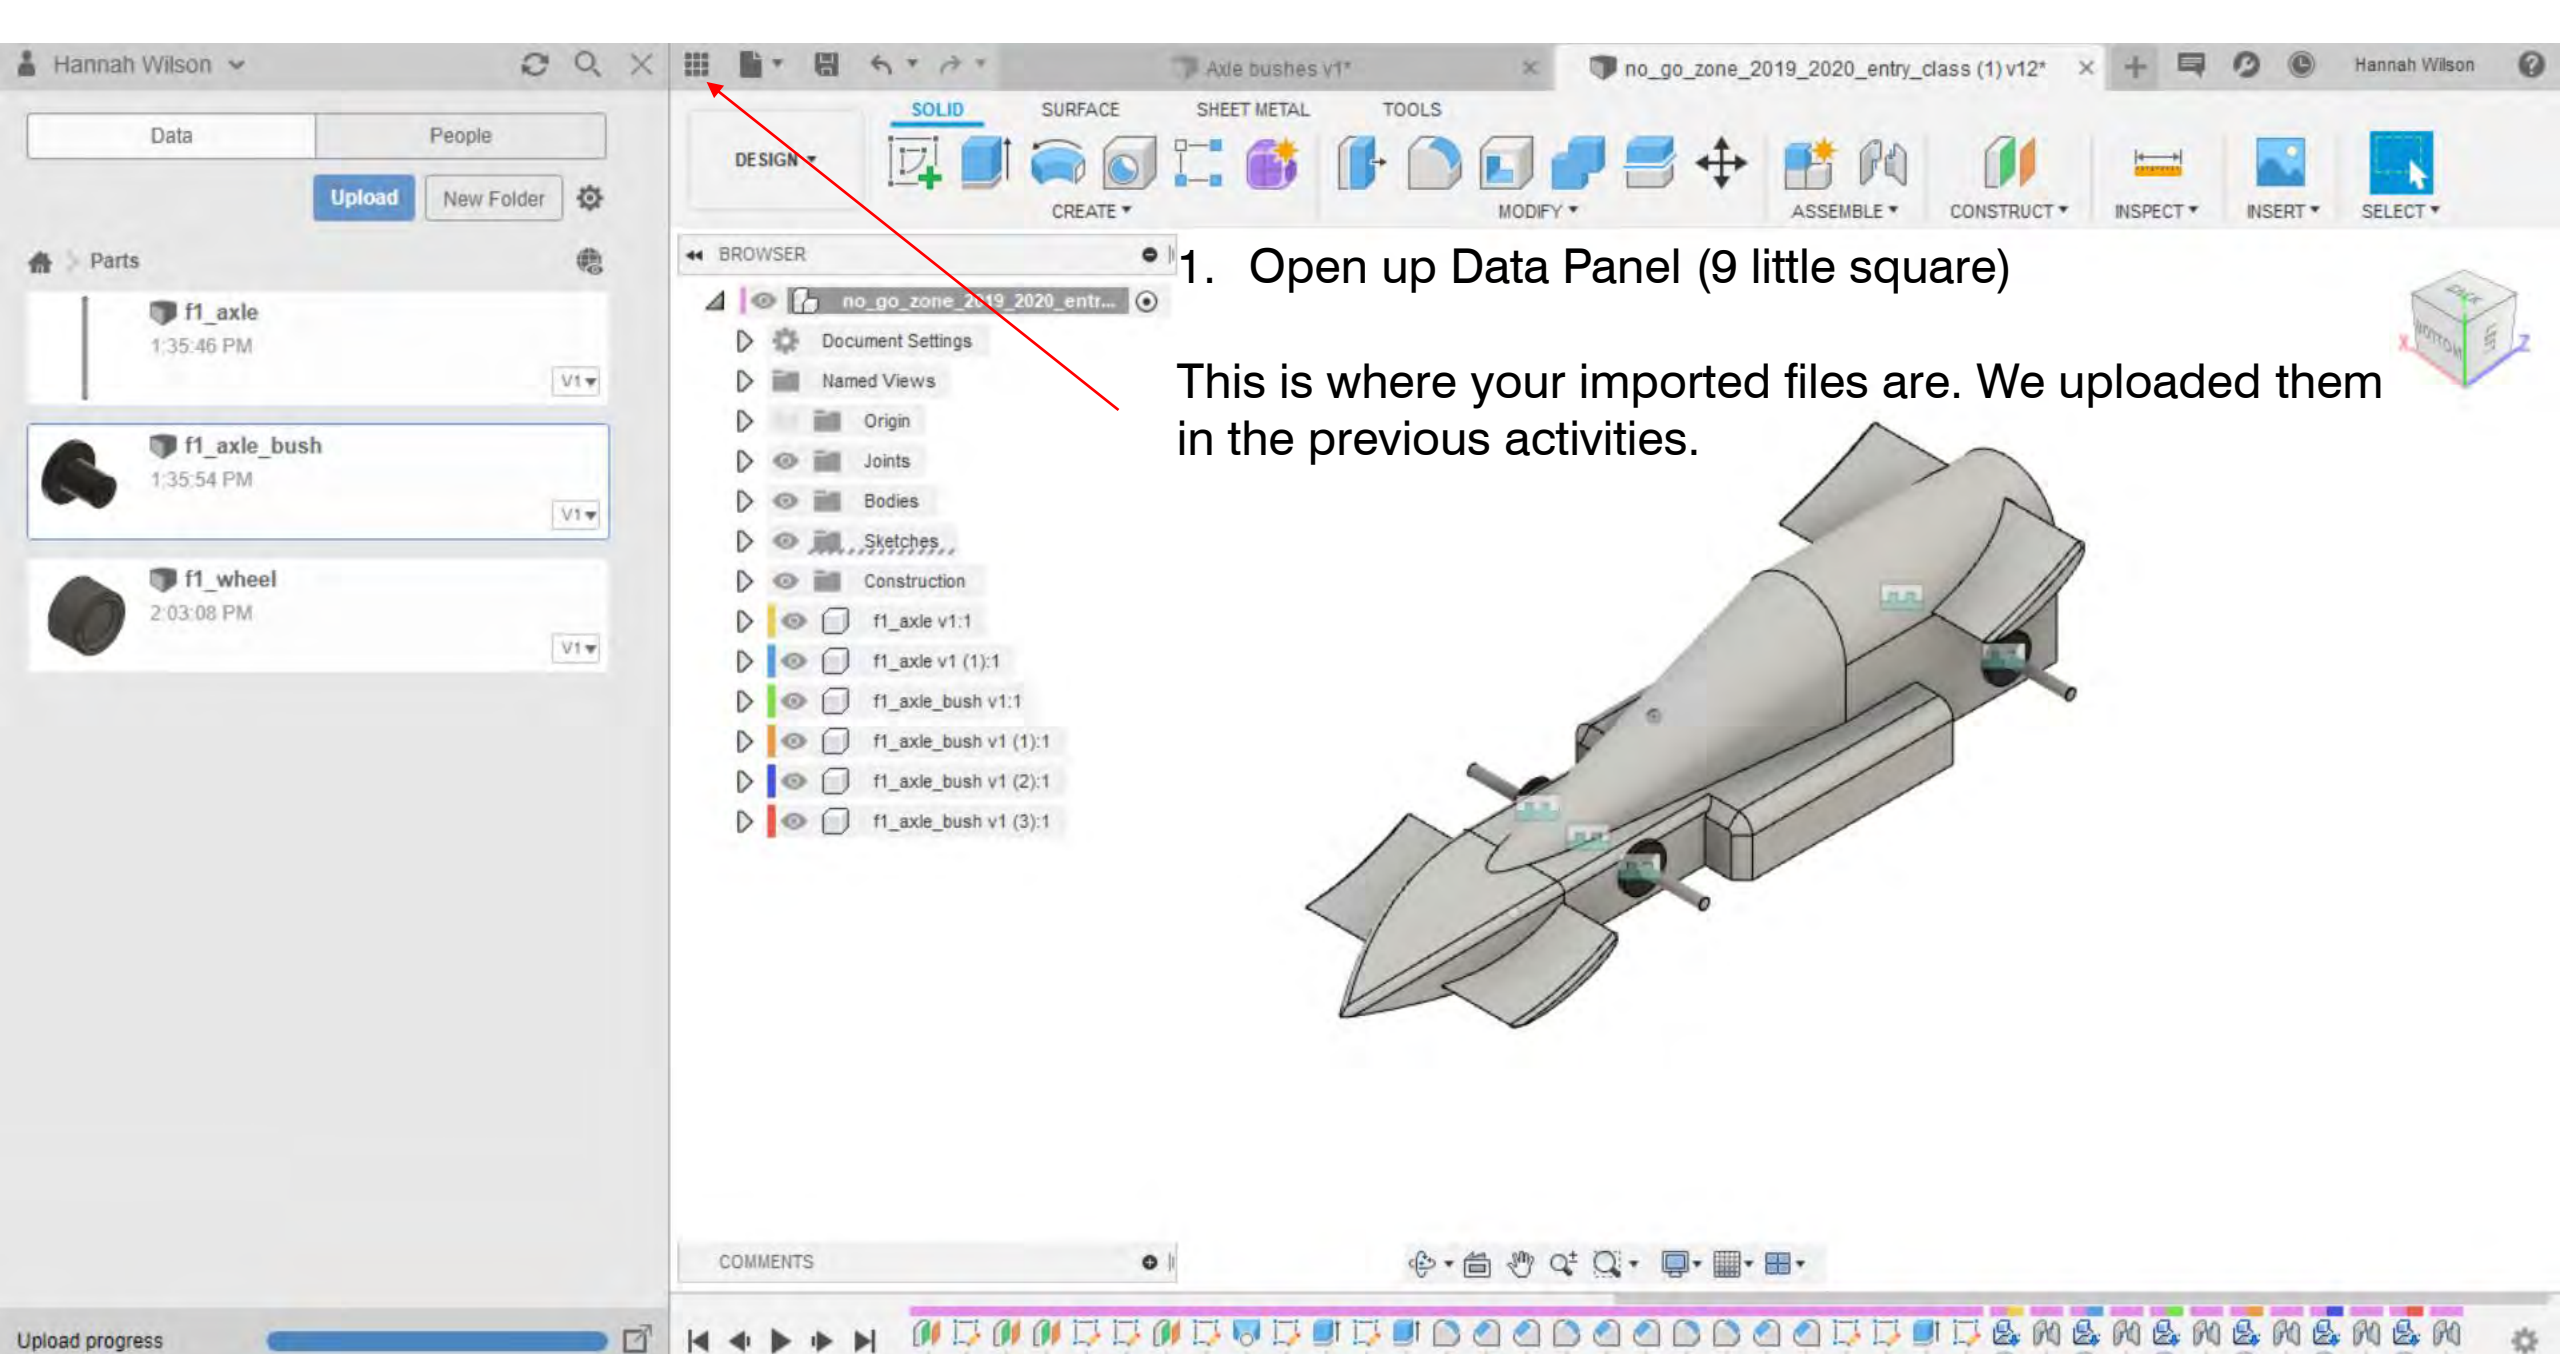 Hannah Wilson
Axle bushes v1*
no_go_zone_2019_2020_entry_class (1) v12*
Hannah Wilson
Data
People
Upload
New Folder
Parts
f1_axle
1:35:46 PM
V1
f1_axle_bush
1:35:54 PM
V1
f1_wheel
2:03:08 PM
V1
Upload progress
SOLID
SURFACE
SHEET METAL
TOOLS
DESIGN
CREATE
MODIFY
ASSEMBLE
CONSTRUCT
INSPECT
INSERT
SELECT
BROWSER
no_go_zone_2019_2020_entr...
Document Settings
Named Views
Origin
Joints
Bodies
Sketches
Construction
f1_axle v1:1
f1_axle v1 (1):1
f1_axle_bush v1:1
f1_axle_bush v1 (1):1
f1_axle_bush v1 (2):1
f1_axle_bush v1 (3):1
1. Open up Data Panel (9 little square)
This is where your imported files are. We uploaded them
in the previous activities.
BACK
BOTTOM
X
Z
COMMENTS